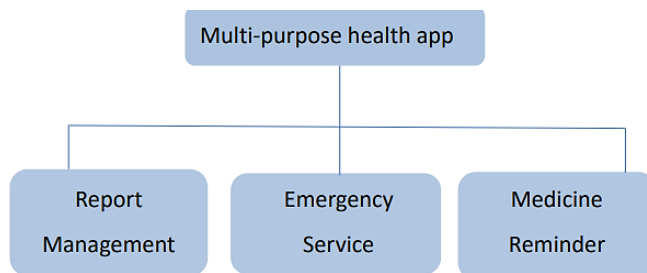 Multi-purpose health app
Report
Management
Emergency
Service
Medicine
Reminder